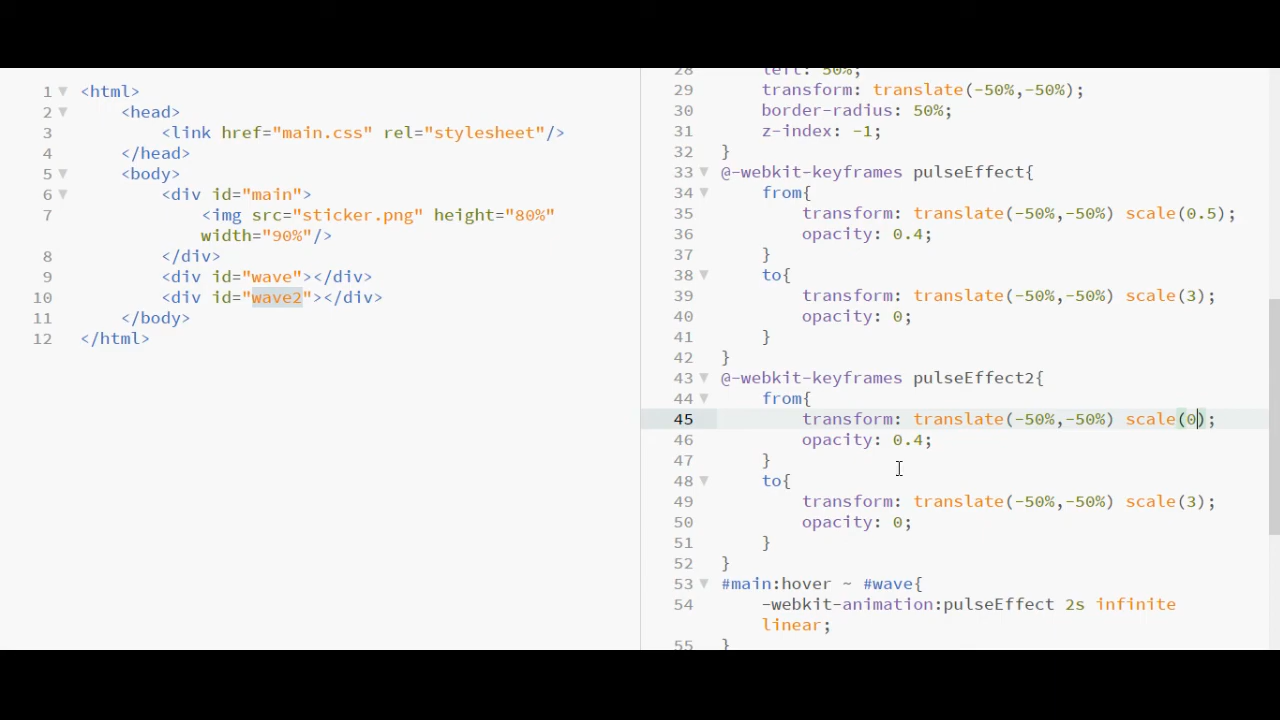 1 <html>
2 <head>
3 <link href="main.css" rel="stylesheet"/>
4 </head>
5 <body>
6 <div id="main">
7 <img src="sticker.png" height="80%"
width="90%"/>
8 </div>
9 <div id="wave"></div>
10 <div id="wave2"></div>
11 </body>
12 </html>
28 left: 50%;
29 transform: translate(-50%,-50%);
30 border-radius: 50%;
31 z-index: -1;
32 }
33 @-webkit-keyframes pulseEffect{
34 from{
35 transform: translate(-50%,-50%) scale(0.5);
36 opacity: 0.4;
37 }
38 to{
39 transform: translate(-50%,-50%) scale(3);
40 opacity: 0;
41 }
42 }
43 @-webkit-keyframes pulseEffect2{
44 from{
45 transform: translate(-50%,-50%) scale(0);
46 opacity: 0.4;
47 }
48 to{
49 transform: translate(-50%,-50%) scale(3);
50 opacity: 0;
51 }
52 }
53 #main:hover ~ #wave{
54 -webkit-animation:pulseEffect 2s infinite
linear;
55 }